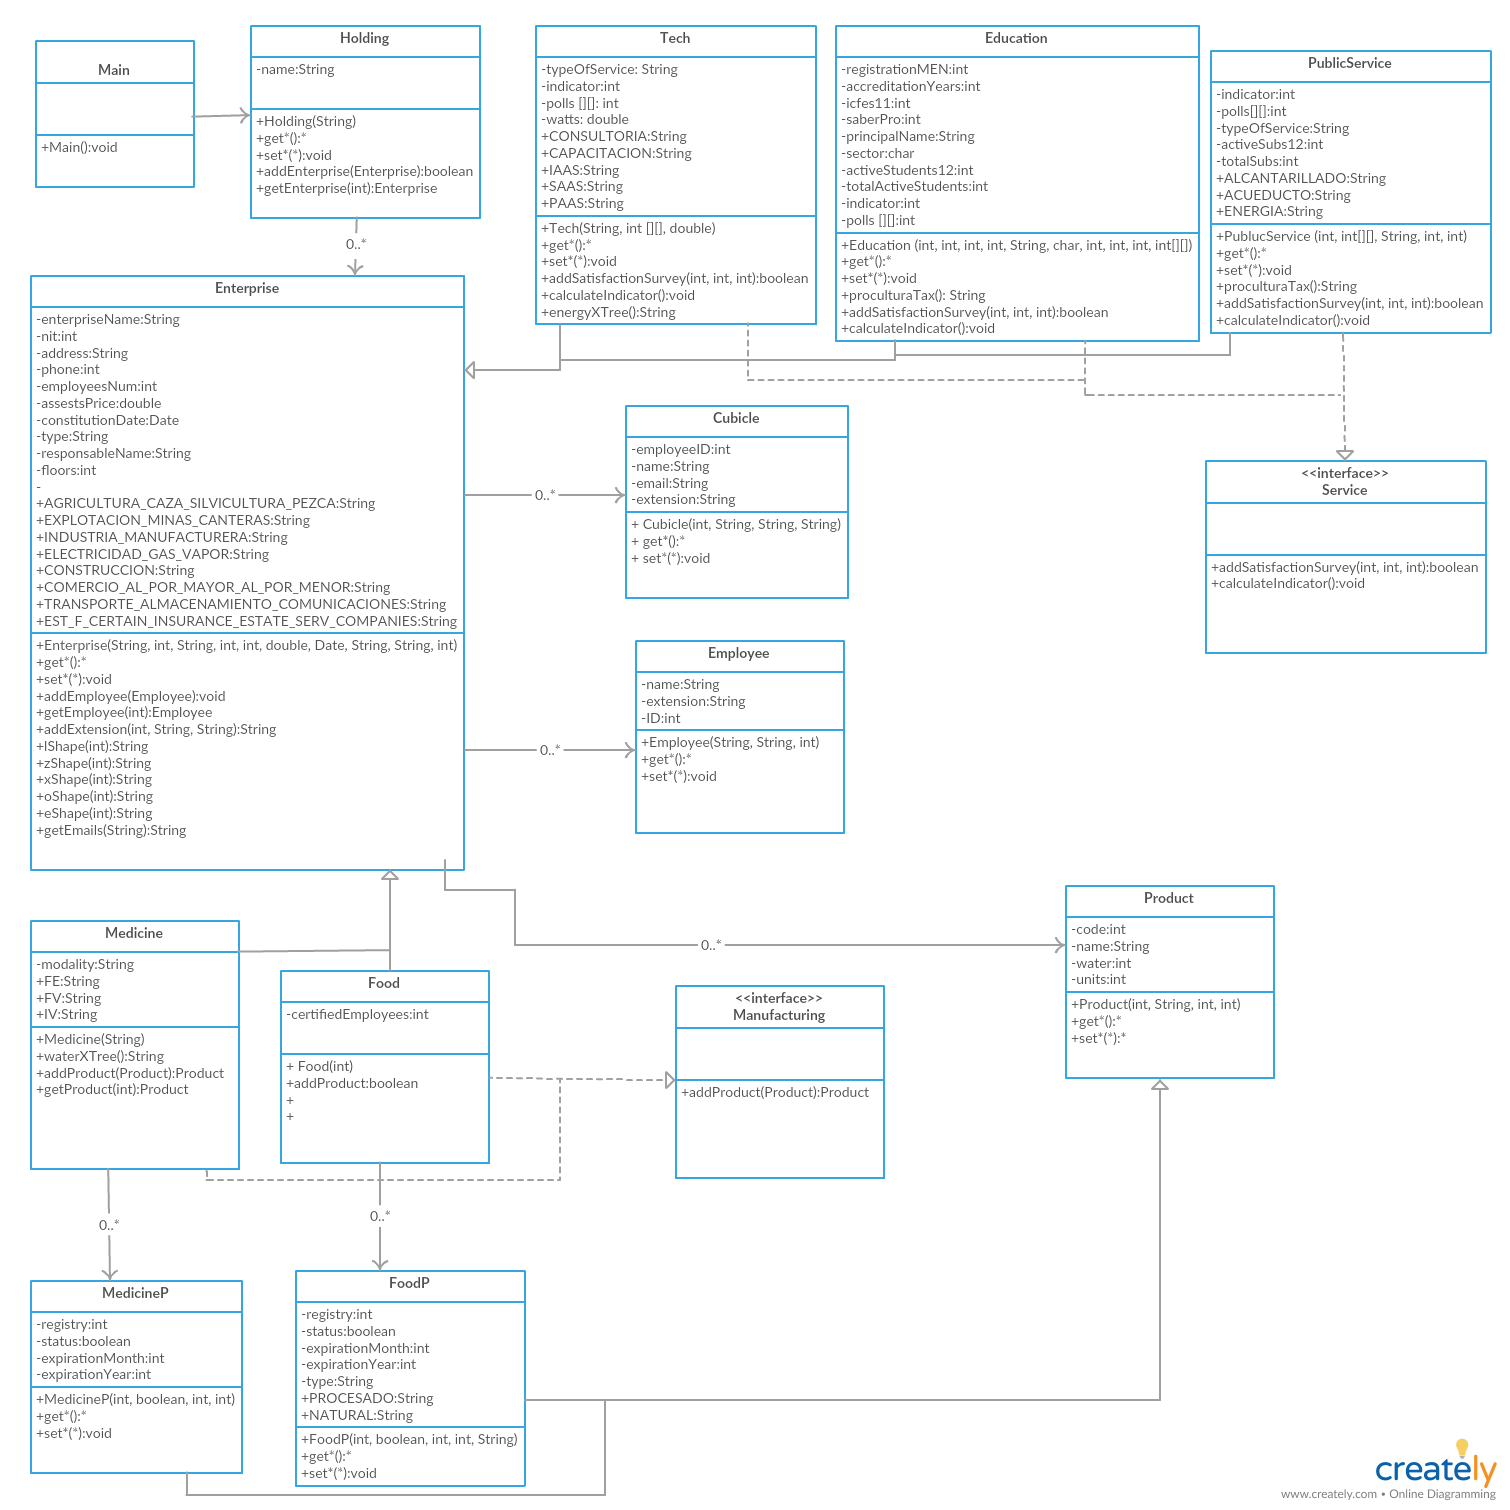 Main
+Main():void
Holding
-name:String
+Holding(String)
+get*():*
+set*(*):void
+addEnterprise(Enterprise):boolean
+getEnterprise(int):Enterprise
0..*
Tech
-typeOfService: String
-indicator:int
-polls [][]: int
-watts: double
+CONSULTORIA:String
+CAPACITACION:String
+IAAS:String
+SAAS:String
+PAAS:String
+Tech(String, int [][], double)
+get*():*
+set*(*):void
+addSatisfactionSurvey(int, int, int):boolean
+calculateIndicator():void
+energyXTree():String
Education
-registrationMEN:int
-accreditationYears:int
-icfes11:int
-saberPro:int
-principalName:String
-sector:char
-activeStudents12:int
-totalActiveStudents:int
-indicator:int
-polls [][]:int
+Education (int, int, int, int, String, char, int, int, int, int[][])
+get*():*
+set*(*):void
+proculturaTax(): String
+addSatisfactionSurvey(int, int, int):boolean
+calculateIndicator():void
PublicService
-indicator:int
-polls[][]:int
-typeOfService:String
-activeSubs12:int
-totalSubs:int
+ALCANTARILLADO:String
+ACUEDUCTO:String
+ENERGIA:String
+PublucService (int, int[][], String, int, int)
+get*():*
+set*(*):void
+proculturaTax():String
+addSatisfactionSurvey(int, int, int):boolean
+calculateIndicator():void
Enterprise
-enterpriseName:String
-nit:int
-address:String
-phone:int
-employeesNum:int
-assestsPrice:double
-constitutionDate:Date
-type:String
-responsableName:String
-floors:int
-
+AGRICULTURA_CAZA_SILVICULTURA_PEZCA:String
+EXPLOTACION_MINAS_CANTERAS:String
+INDUSTRIA_MANUFACTURERA:String
+ELECTRICIDAD_GAS_VAPOR:String
+CONSTRUCCION:String
+COMERCIO_AL_POR_MAYOR_AL_POR_MENOR:String
+TRANSPORTE_ALMACENAMIENTO_COMUNICACIONES:String
+EST_F_CERTAIN_INSURANCE_ESTATE_SERV_COMPANIES:String
+Enterprise(String, int, String, int, int, double, Date, String, String, int)
+get*():*
+set*(*):void
+addEmployee(Employee):void
+getEmployee(int):Employee
+addExtension(int, String, String):String
+lShape(int):String
+zShape(int):String
+xShape(int):String
+oShape(int):String
+eShape(int):String
+getEmails(String):String
0..*
Cubicle
-employeeID:int
-name:String
-email:String
-extension:String
+ Cubicle(int, String, String, String)
+ get*():*
+ set*(*):void
<<interface>>
Service
+addSatisfactionSurvey(int, int, int):boolean
+calculateIndicator():void
0..*
Employee
-name:String
-extension:String
-ID:int
+Employee(String, String, int)
+get*():*
+set*(*):void
0..*
Product
-code:int
-name:String
-water:int
-units:int
+Product(int, String, int, int)
+get*():*
+set*(*):*
Medicine
-modality:String
+FE:String
+FV:String
+IV:String
+Medicine(String)
+waterXTree():String
+addProduct(Product):Product
+getProduct(int):Product
Food
-certifiedEmployees:int
+ Food(int)
+addProduct:boolean
+
+
<<interface>>
Manufacturing
+addProduct(Product):Product
0..*
0..*
MedicineP
-registry:int
-status:boolean
-expirationMonth:int
-expirationYear:int
+MedicineP(int, boolean, int, int)
+get*():*
+set*(*):void
FoodP
-registry:int
-status:boolean
-expirationMonth:int
-expirationYear:int
-type:String
+PROCESADO:String
+NATURAL:String
+FoodP(int, boolean, int, int, String)
+get*():*
+set*(*):void
creately
www.creately.com • Online Diagramming